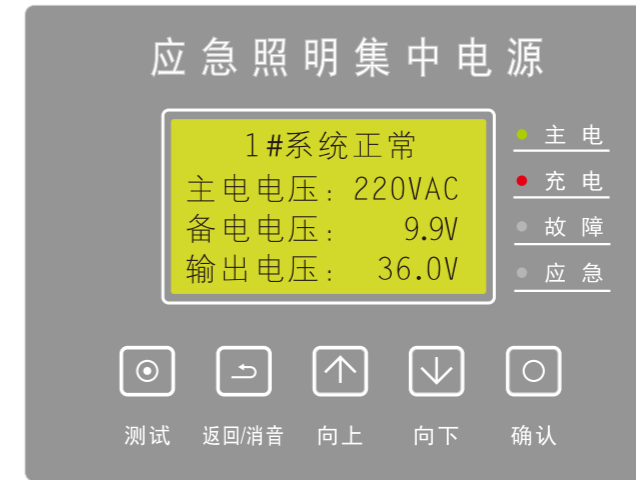 应急照明集中电源
1#系统正常
主电电压：220VAC
备电电压： 9.9V
输出电压： 36.0V
主电
充电
故障
应急
测试 返回/消音 向上 向下 确认